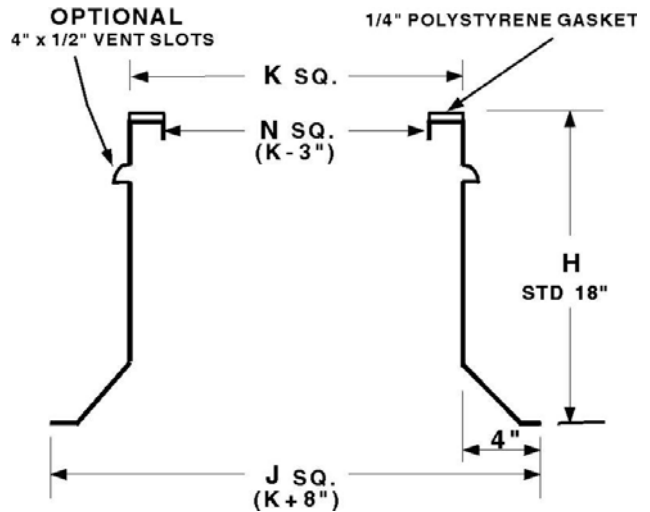 OPTIONAL
4" x 1/2" VENT SLOTS
1/4" POLYSTYRENE GASKET
K SQ.
N SQ.
(K-3")
H
STD 18"
4"
J SQ.
(K+8")